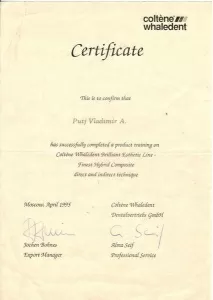 coltène
whaledent
Certificate
This is to confirm that
Putj Vladimir A.
has successfully completed a product training on
Coltène Whaledent Brilliant Esthetic Line -
Finest Hybrid Composite
direct and indirect technique
Moscow, April 1995
Coltène Whaledent
Dentalvertriebs GmbH
Jochen Bohnes
Export Manager
Alma Seif
Professional Service